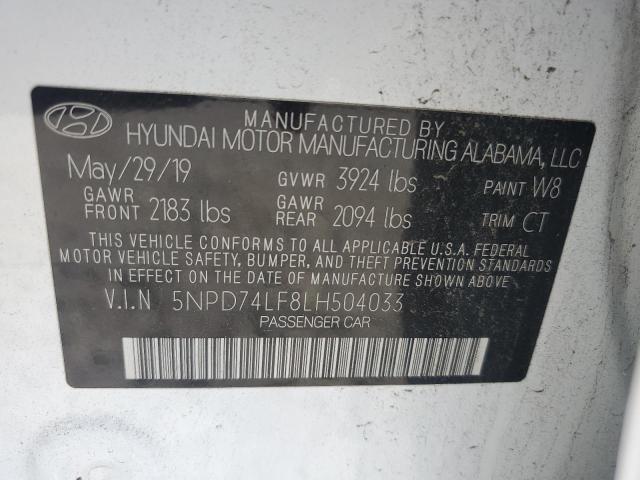 MANUFACTURED BY
HYUNDAI MOTOR MANUFACTURING ALABAMA, LLC
May/29/19 GVWR 3924 lbs PAINT W8
GAWR FRONT 2183 lbs GAWR REAR 2094 lbs TRIM CT
THIS VEHICLE CONFORMS TO ALL APPLICABLE U.S.A. FEDERAL
MOTOR VEHICLE SAFETY, BUMPER, AND THEFT PREVENTION STANDARDS
IN EFFECT ON THE DATE OF MANUFACTURE SHOWN ABOVE
V.I.N 5NPD74LF8LH504033
PASSENGER CAR